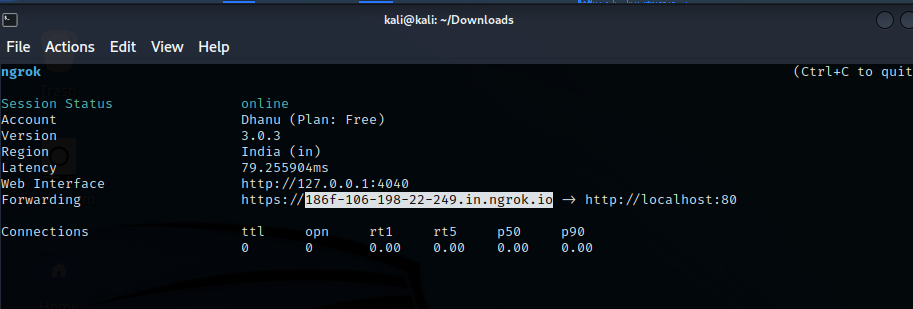 kali@kali: ~/Downloads
File Actions Edit View Help
ngrok (Ctrl+C to quit
Session Status online
Account Dhanu (Plan: Free)
Version 3.0.3
Region India (in)
Latency 79.255904ms
Web Interface http://127.0.0.1:4040
Forwarding https://186f-106-198-22-249.in.ngrok.io -> http://localhost:80
Connections ttl opn rt1 rt5 p50 p90
0 0 0.00 0.00 0.00 0.00
Home